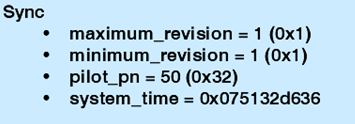 Sync
• maximum_revision = 1 (0x1)
• minimum_revision = 1 (0x1)
• pilot_pn = 50 (0x32)
• system_time = 0x075132d636